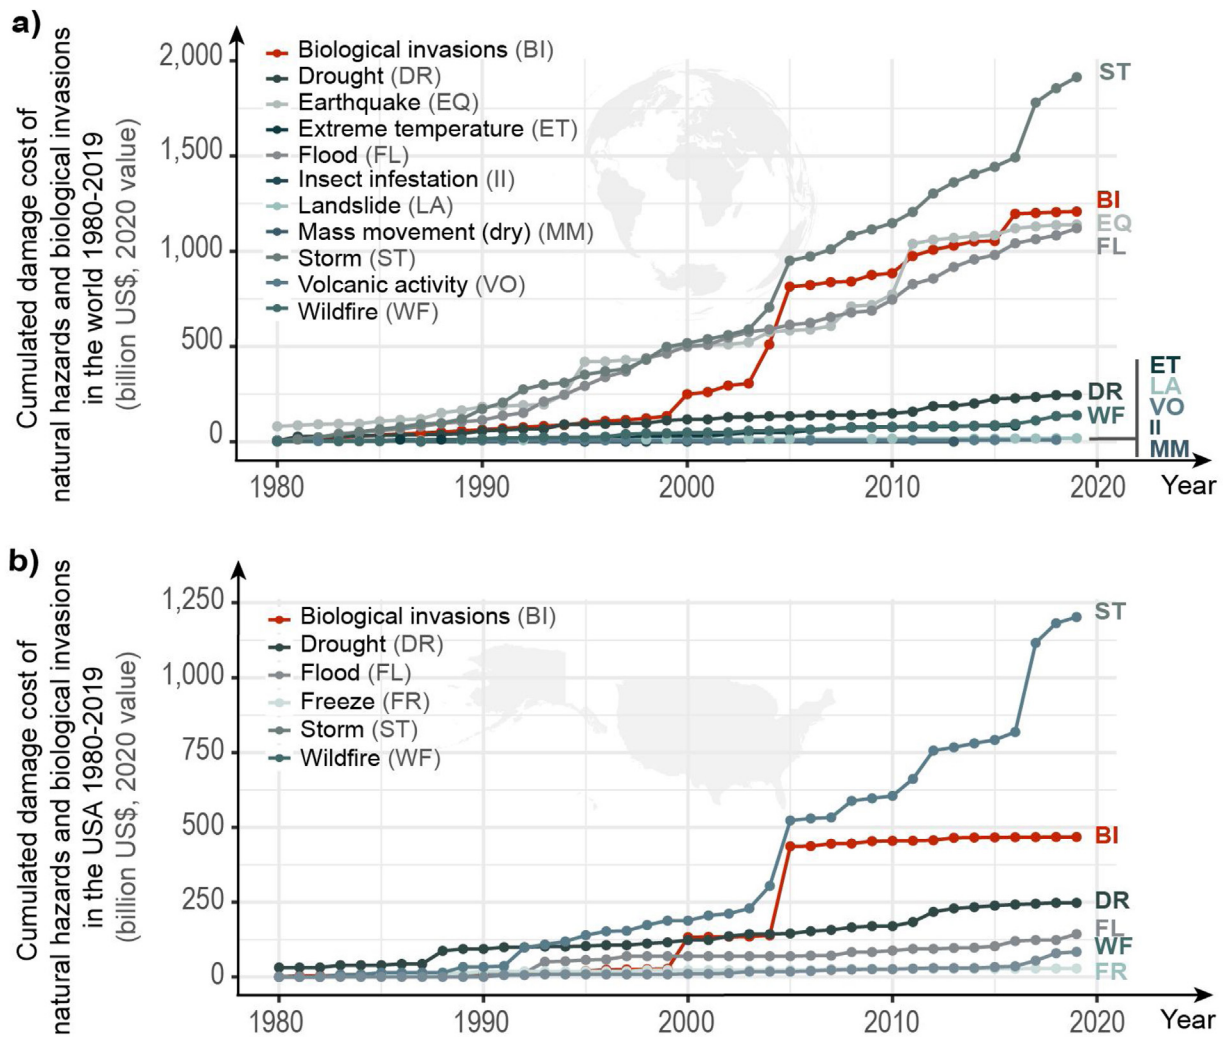 a)
Cumulated damage cost of
natural hazards and biological invasions
in the world 1980-2019
(billion US$, 2020 value)
2,000
1,500
1,000
500
0
Biological invasions (BI)
Drought (DR)
Earthquake (EQ)
Extreme temperature (ET)
Flood (FL)
Insect infestation (II)
Landslide (LA)
Mass movement (dry) (MM)
Storm (ST)
Volcanic activity (VO)
Wildfire (WF)
ST
BI
EQ
FL
DR
WF
ET
LA
VO
II
MM
1980
1990
2000
2010
2020
Year
b)
Cumulated damage cost of
natural hazards and biological invasions
in the USA 1980-2019
(billion US$, 2020 value)
1,250
1,000
750
500
250
0
Biological invasions (BI)
Drought (DR)
Flood (FL)
Freeze (FR)
Storm (ST)
Wildfire (WF)
ST
BI
DR
FL
WF
FR
1980
1990
2000
2010
2020
Year